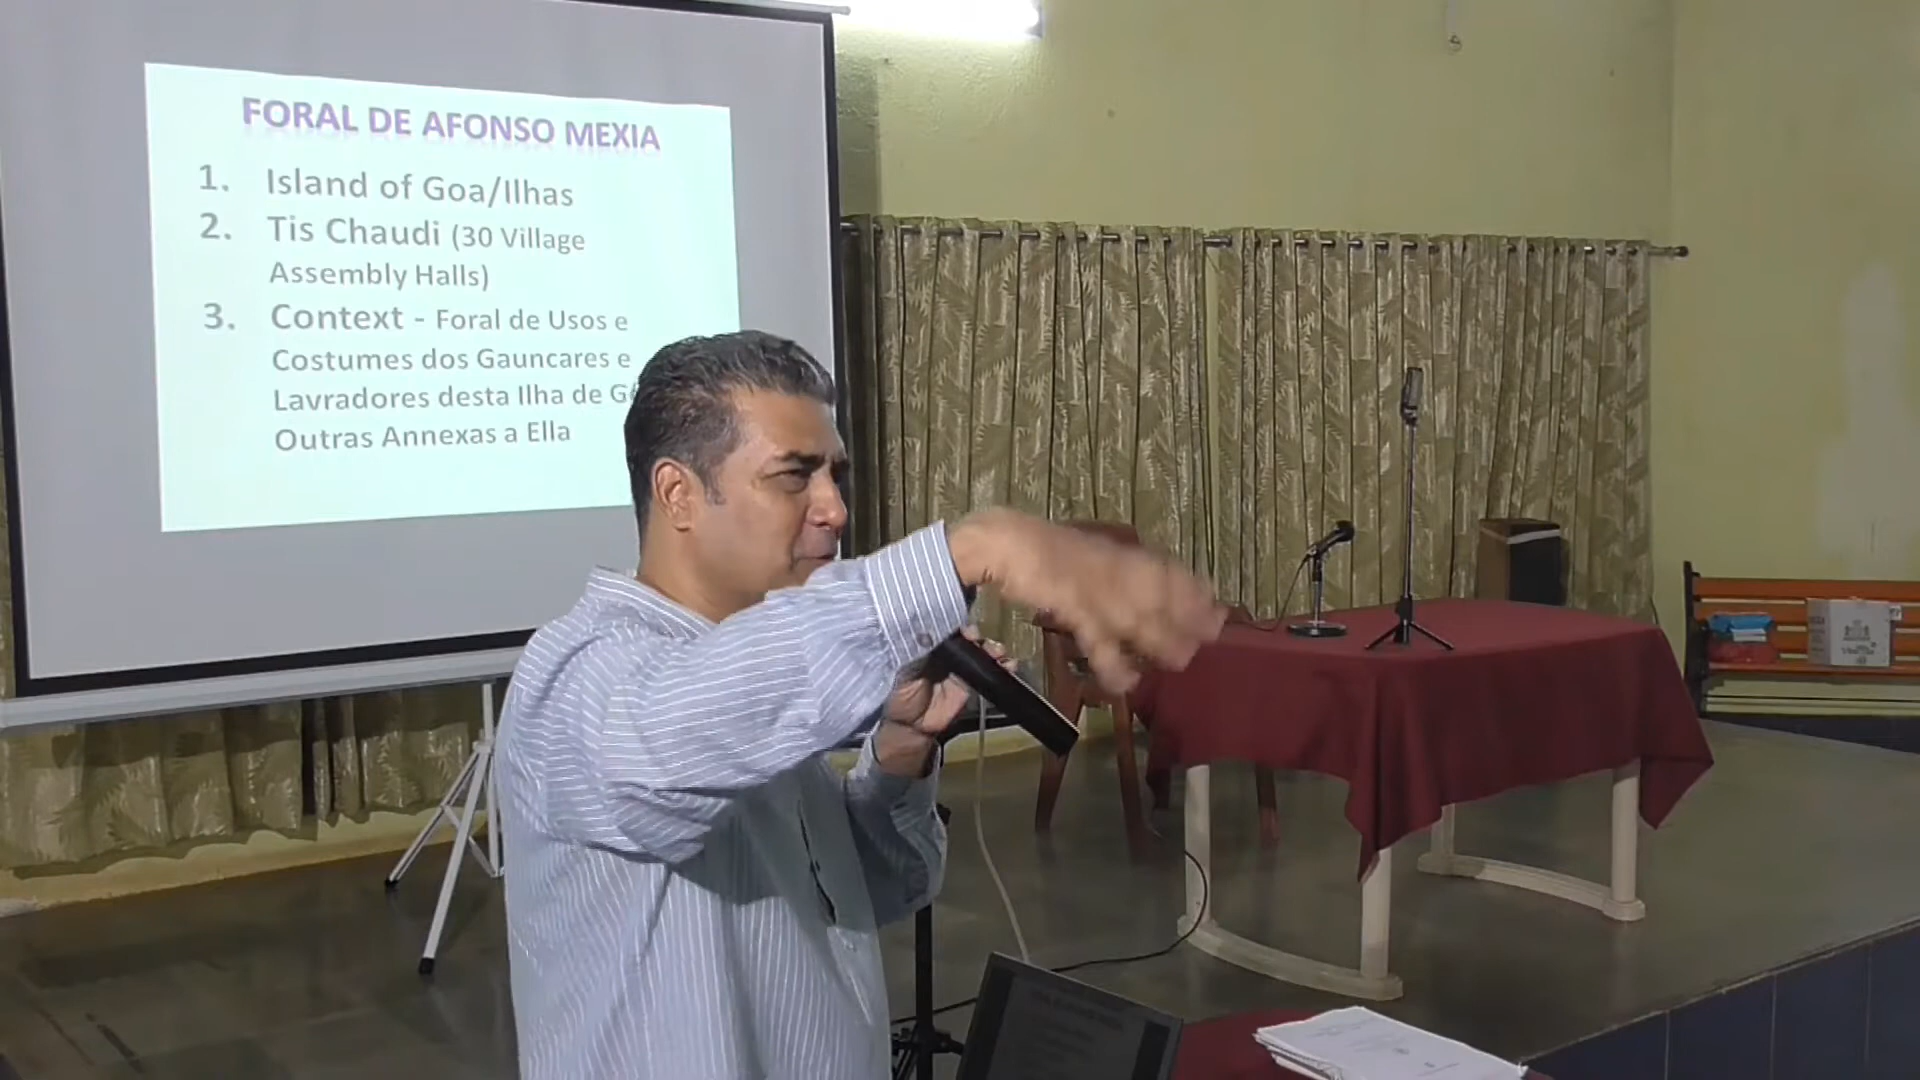 FORAL DE AFONSO MEXIA
1. Island of Goa/Ilhas
2. Tis Chaudi (30 Village
Assembly Halls)
3. Context - Foral de Usos e
Costumes dos Gauncares e
Lavradores desta Ilha de
Outras Annexas a Ella